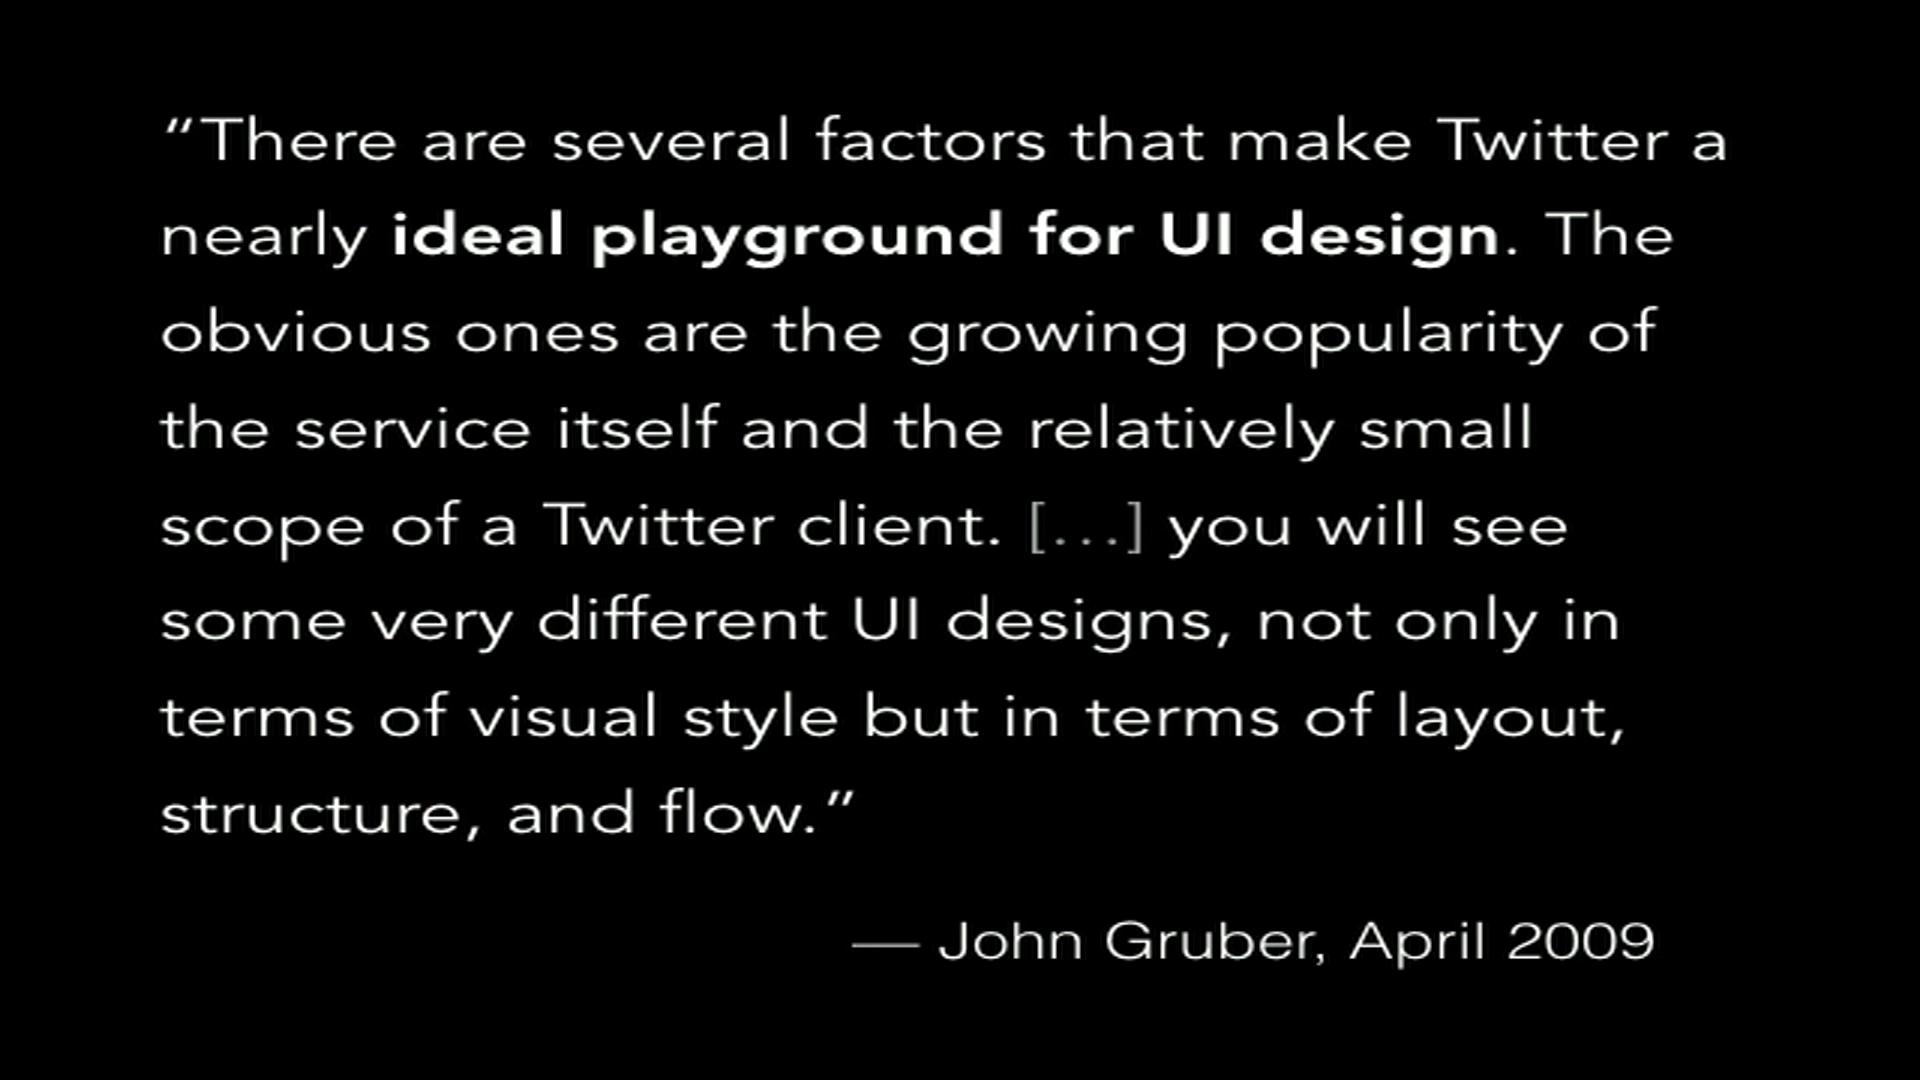 “There are several factors that make Twitter a
nearly ideal playground for UI design. The
obvious ones are the growing popularity of
the service itself and the relatively small
scope of a Twitter client. […] you will see
some very different UI designs, not only in
terms of visual style but in terms of layout,
structure, and flow.”
— John Gruber, April 2009